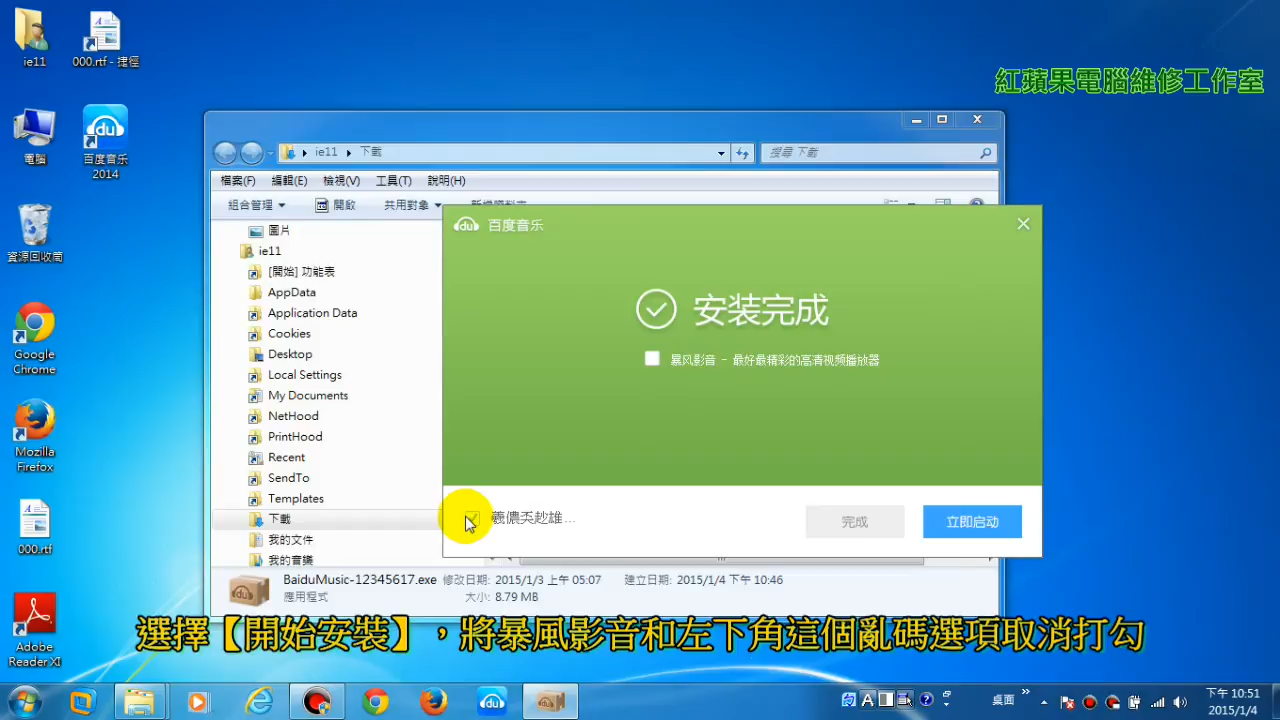 ie11
000.rtf - 捷徑
紅蘋果電腦維修工作室
電腦
百度音乐
2014
資源回收筒
Google
Chrome
Mozilla
Firefox
000.rtf
Adobe
Reader XI
ie11
下載
搜尋 下載
檔案(F)
編輯(E)
檢視(V)
工具(T)
說明(H)
組合管理
開啟
共用對象
圖片
ie11
[開始] 功能表
AppData
Application Data
Cookies
Desktop
Local Settings
My Documents
NetHood
PrintHood
Recent
SendTo
Templates
下載
我的文件
我的音樂
du 百度音乐
安装完成
暴风影音 - 最好最精彩的高清视频播放器
完成
立即启动
BaiduMusic-12345617.exe
修改日期: 2015/1/3 上午 05:07
建立日期: 2015/1/4 下午 10:46
應用程式
大小: 8.79 MB
選擇【開始安裝】，將暴風影音和左下角這個亂碼選項取消打勾
桌面
下午 10:51
2015/1/4